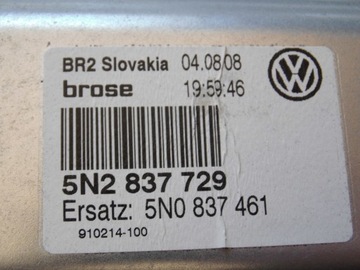 BR2 Slovakia 04.08.08
brose 19:59:46
5N2 837 729
Ersatz: 5N0 837 461
910214-100